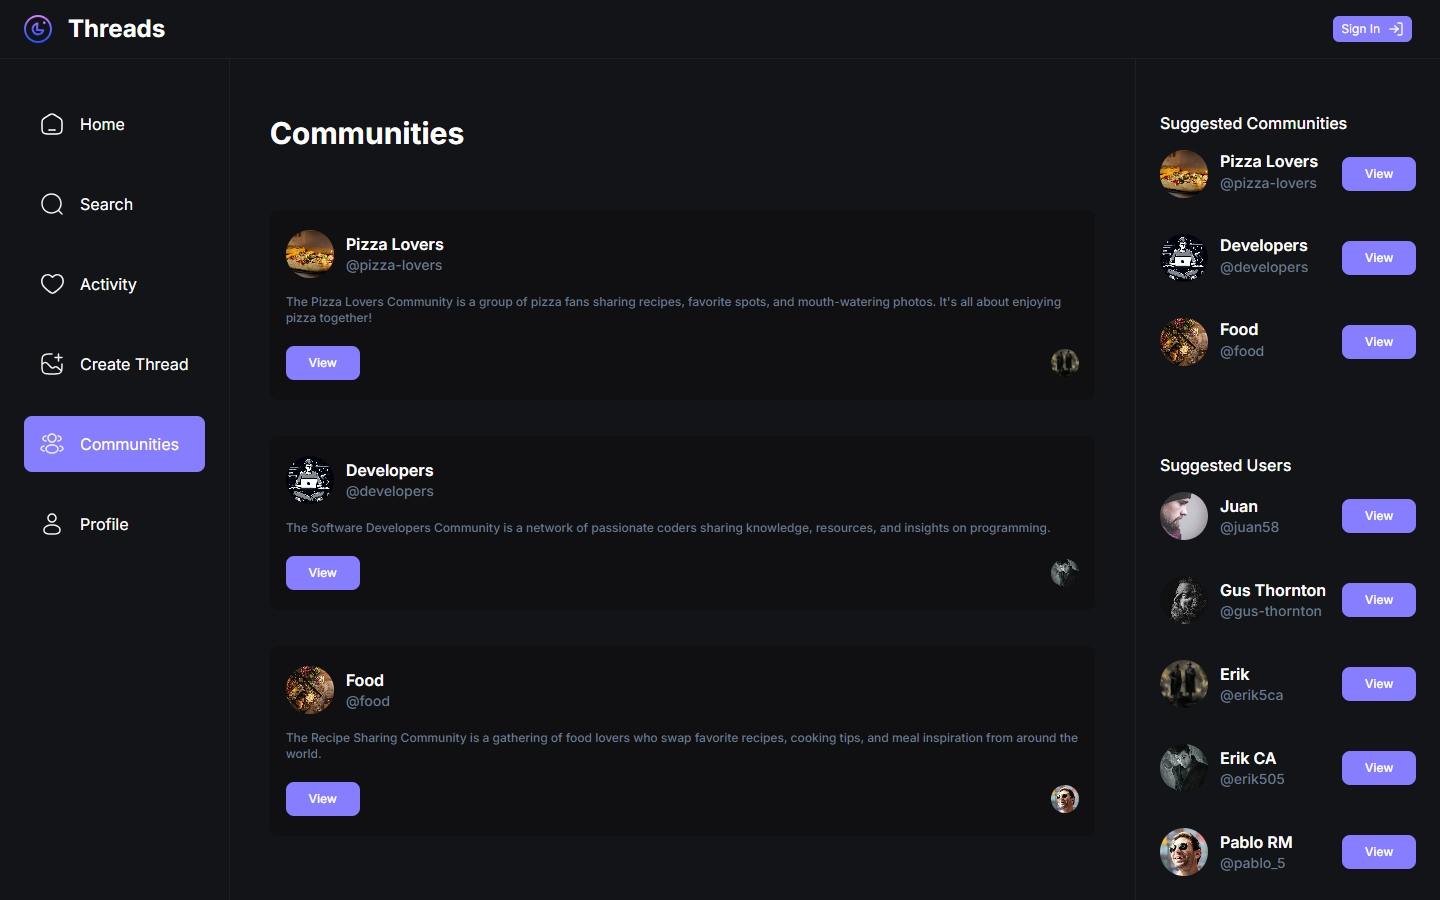 Threads
Sign In
Home
Search
Activity
Create Thread
Communities
Profile
Communities
Pizza Lovers
@pizza-lovers
The Pizza Lovers Community is a group of pizza fans sharing recipes, favorite spots, and mouth-watering photos. It's all about enjoying
pizza together!
View
Developers
@developers
The Software Developers Community is a network of passionate coders sharing knowledge, resources, and insights on programming.
View
Food
@food
The Recipe Sharing Community is a gathering of food lovers who swap favorite recipes, cooking tips, and meal inspiration from around the
world.
View
Suggested Communities
Pizza Lovers
@pizza-lovers
View
Developers
@developers
View
Food
@food
View
Suggested Users
Juan
@juan58
View
Gus Thornton
@gus-thornton
View
Erik
@erik5ca
View
Erik CA
@erik505
View
Pablo RM
@pablo_5
View